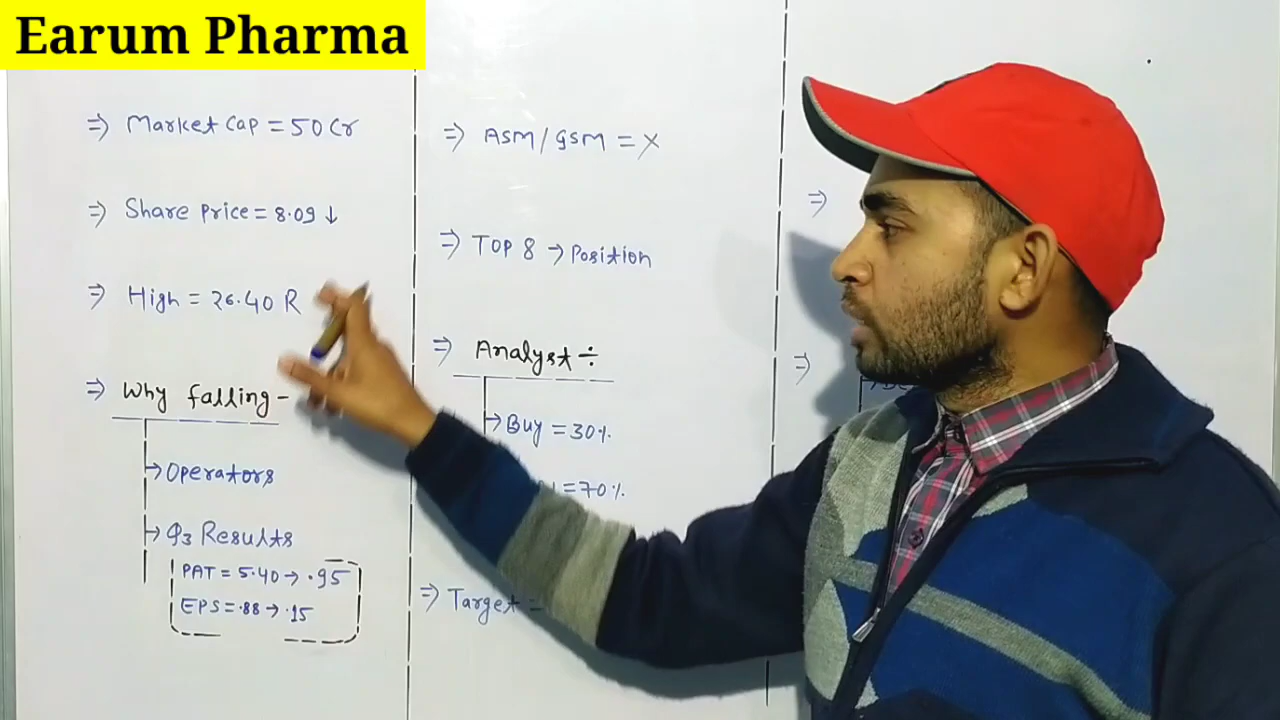 Earum Pharma
⇒ Market Cap = 50 Cr
⇒ Share Price = 8.09 ↓
⇒ High = 26.40 R
⇒ Why falling -
→ Operators
→ Q3 Results
PAT = 5.40 → .95
EPS = .88 → .15
⇒ ASM / GSM = X
⇒ TOP 8 → Position
⇒ Analyst ÷
→ Buy = 30%
= 70%
⇒ Target =
⇒
⇒